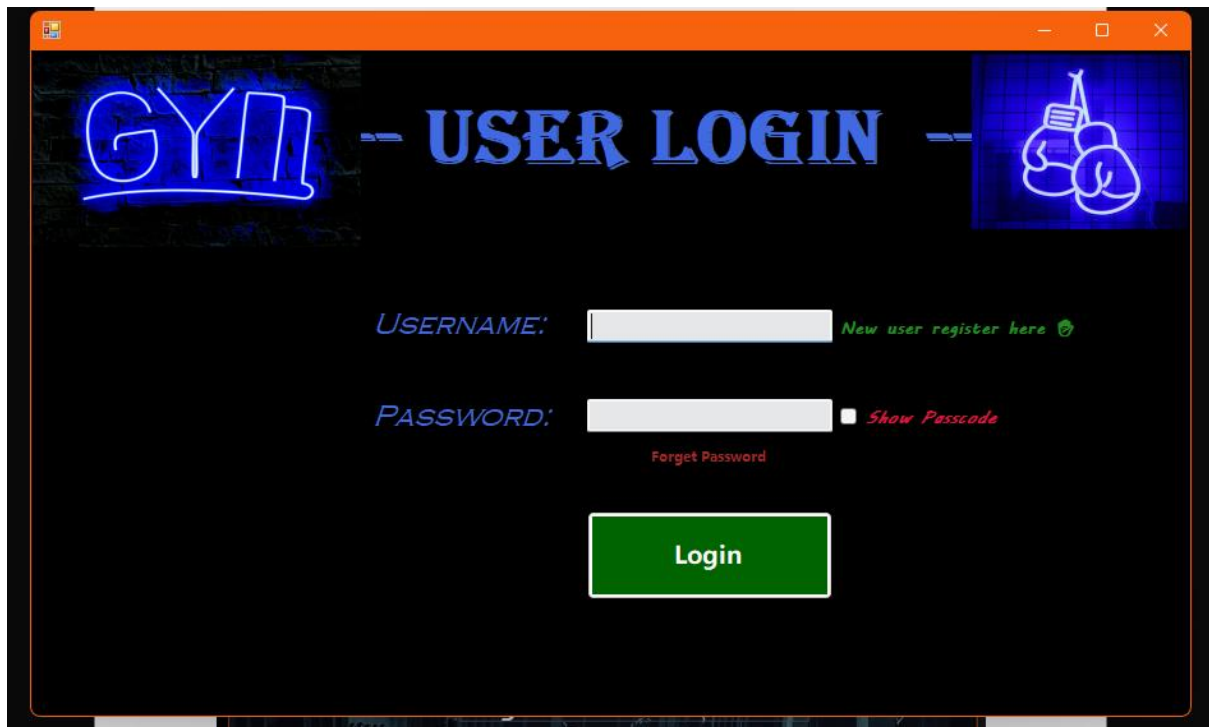 GYM
-- USER LOGIN --
USERNAME:
New user register here
PASSWORD:
Show Passcode
Forget Password
Login